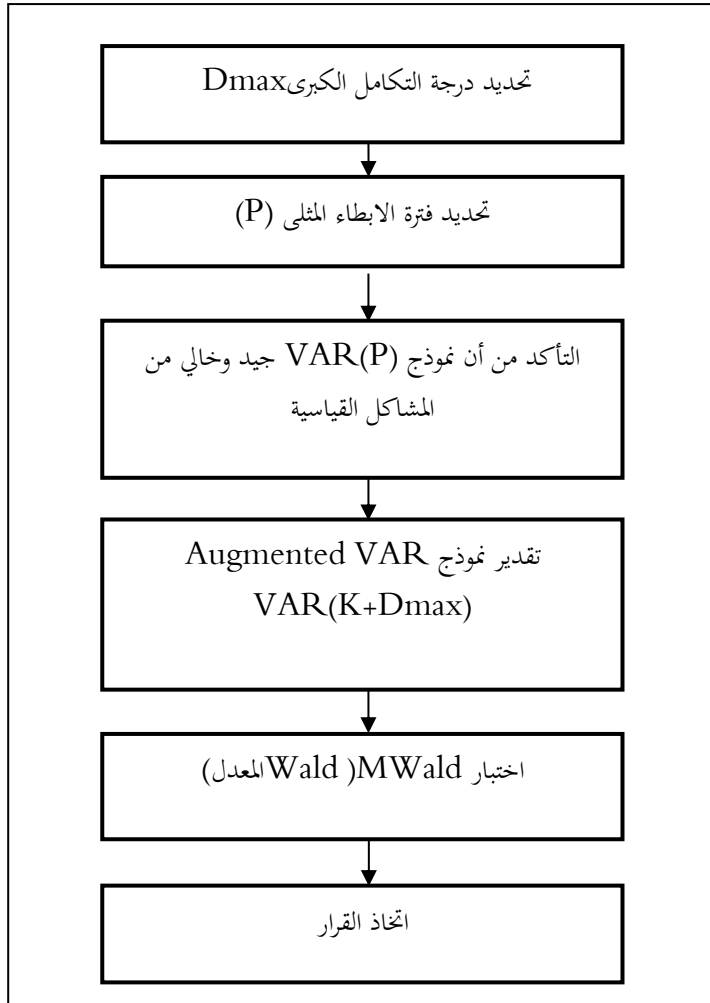 تحديد درجة التكامل الكبرىDmax
تحديد فترة الابطاء المثلى (P)
التأكد من أن نموذج VAR(P) جيد وخالي من
المشاكل القياسية
تقدير نموذج Augmented VAR
VAR(K+Dmax)
اختبار MWald( Waldالمعدل)
اتخاذ القرار